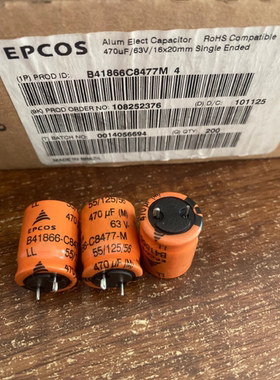 EPCOS
Alum Elect Capacitor RoHS Compatible
470uF/63V/16x20mm Single Ended
(1P) PROD ID: B41866C8477M 4
(9K) PROD ORDER NO: 108252376 (D) D/C: 101125
(T) BATCH NO: 0014056694 (Q) QTY: 200
MADE IN BRAZIL
EPCOS
B41866-C8
LL 55/
470
55/125/56
470 µF (M)
63 V-
-C8477-M
55/125/56
470 µF (M)